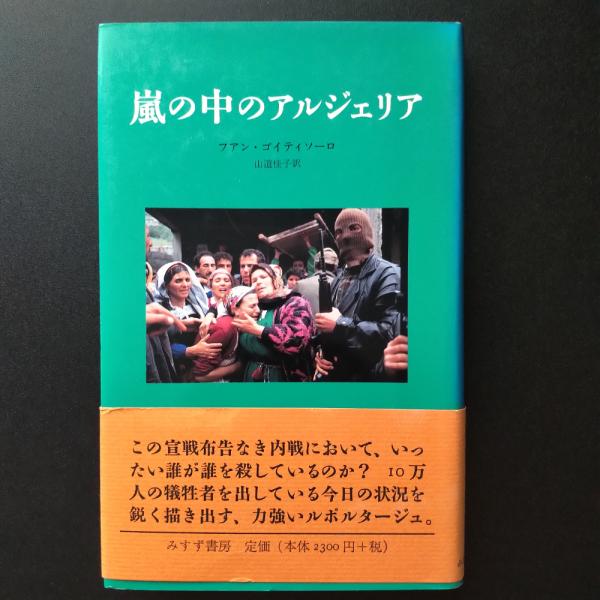 嵐の中のアルジェリア
フアン・ゴイティソーロ
山道佳子訳
この宣戦布告なき内戦において、いっ
たい誰が誰を殺しているのか？ 10万
人の犠牲者を出している今日の状況を
鋭く描き出す、力強いルポルタージュ。
みすず書房 定価（本体2300円＋税）